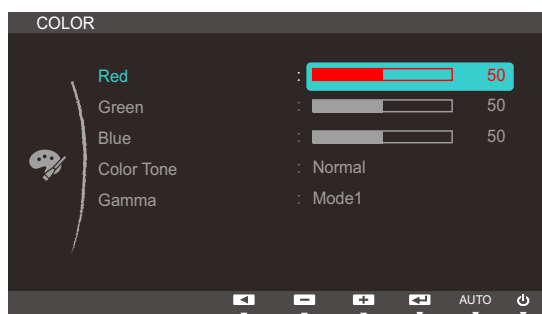 COLOR
Red : 50
Green : 50
Blue : 50
Color Tone : Normal
Gamma : Mode1
AUTO